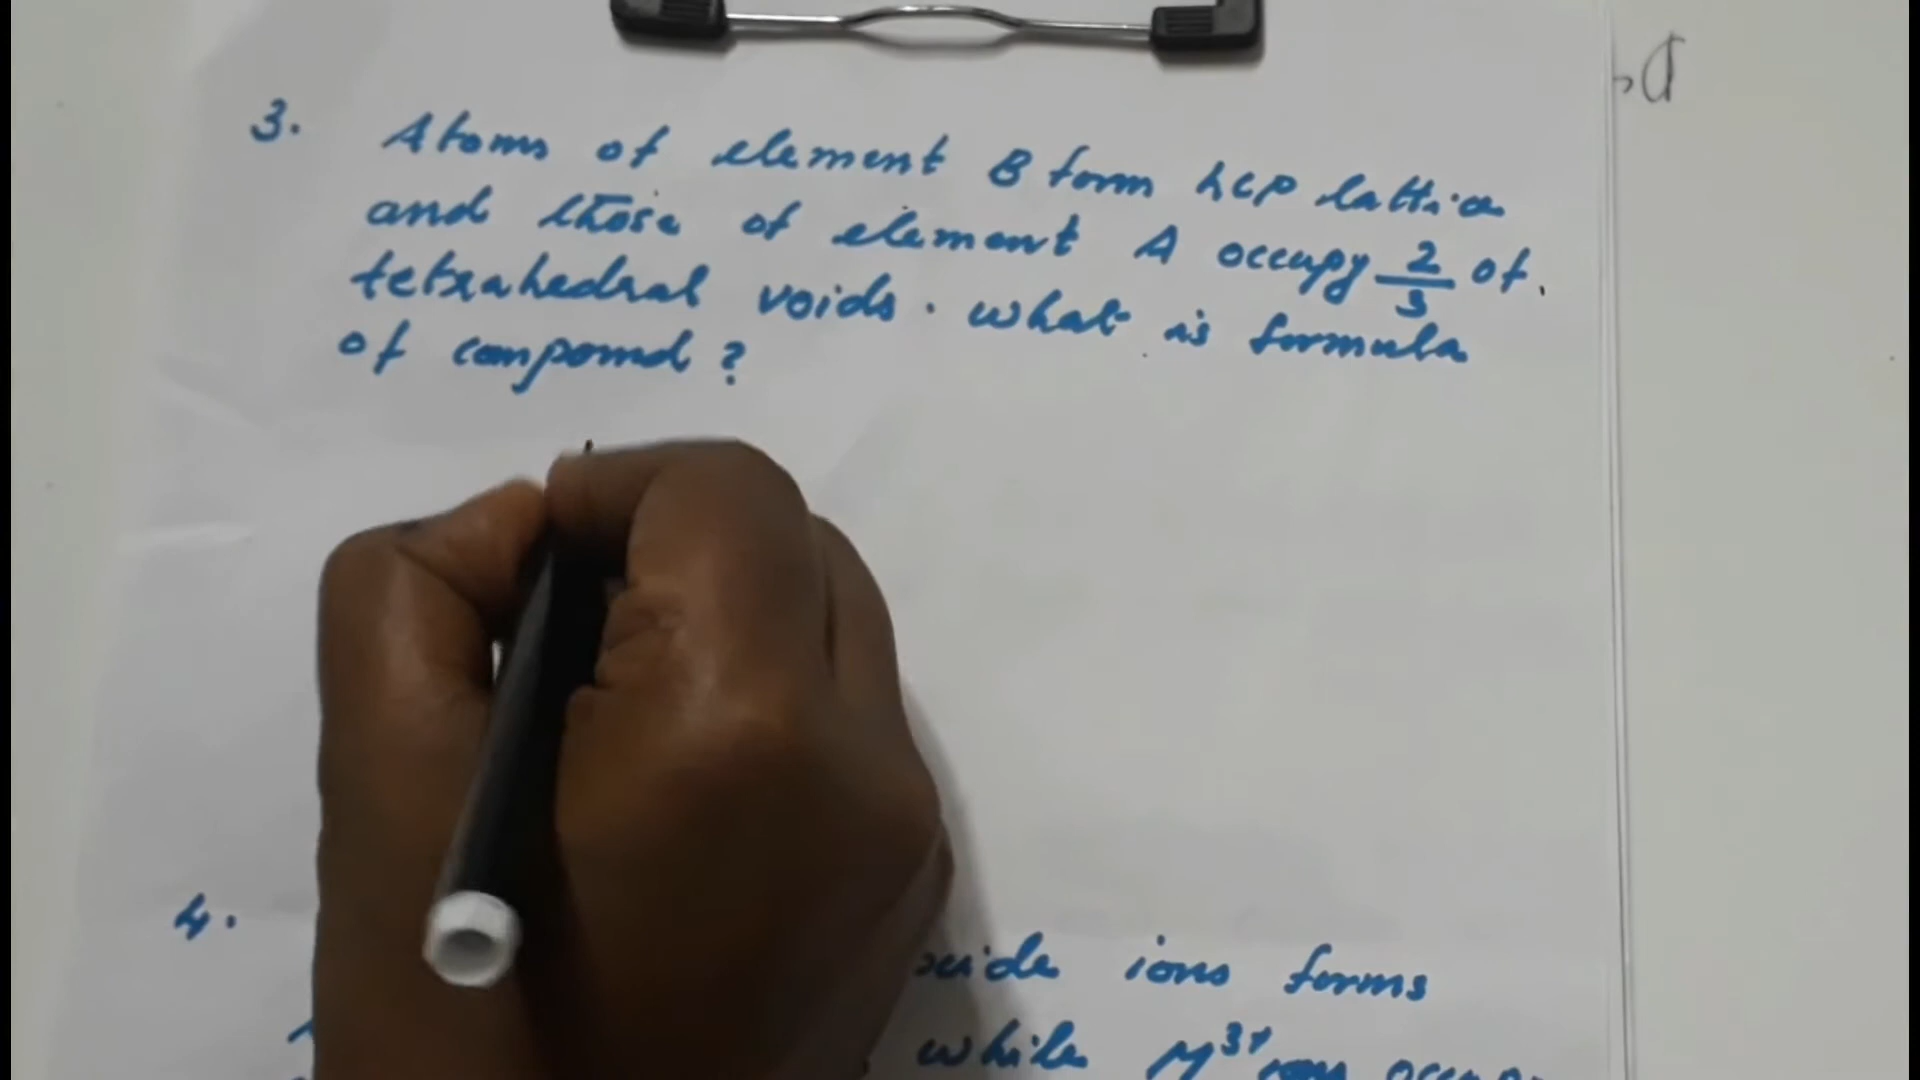 3. Atoms of element B form hcp lattice
and those of element A occupy 2/3 of
tetrahedral voids. what is formula
of compound?
4.
ions forms
while M³⁺ ions